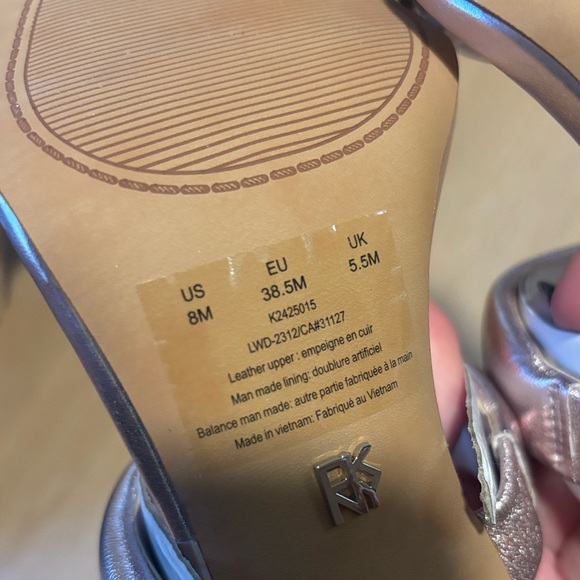 US EU UK
8M 38.5M 5.5M
K2425015
LWD-2312/CA#31127
Leather upper : empeigne en cuir
Man made lining: doublure artificiel
Balance man made: autre partie fabriquée à la main
Made in vietnam: Fabriqué au Vietnam